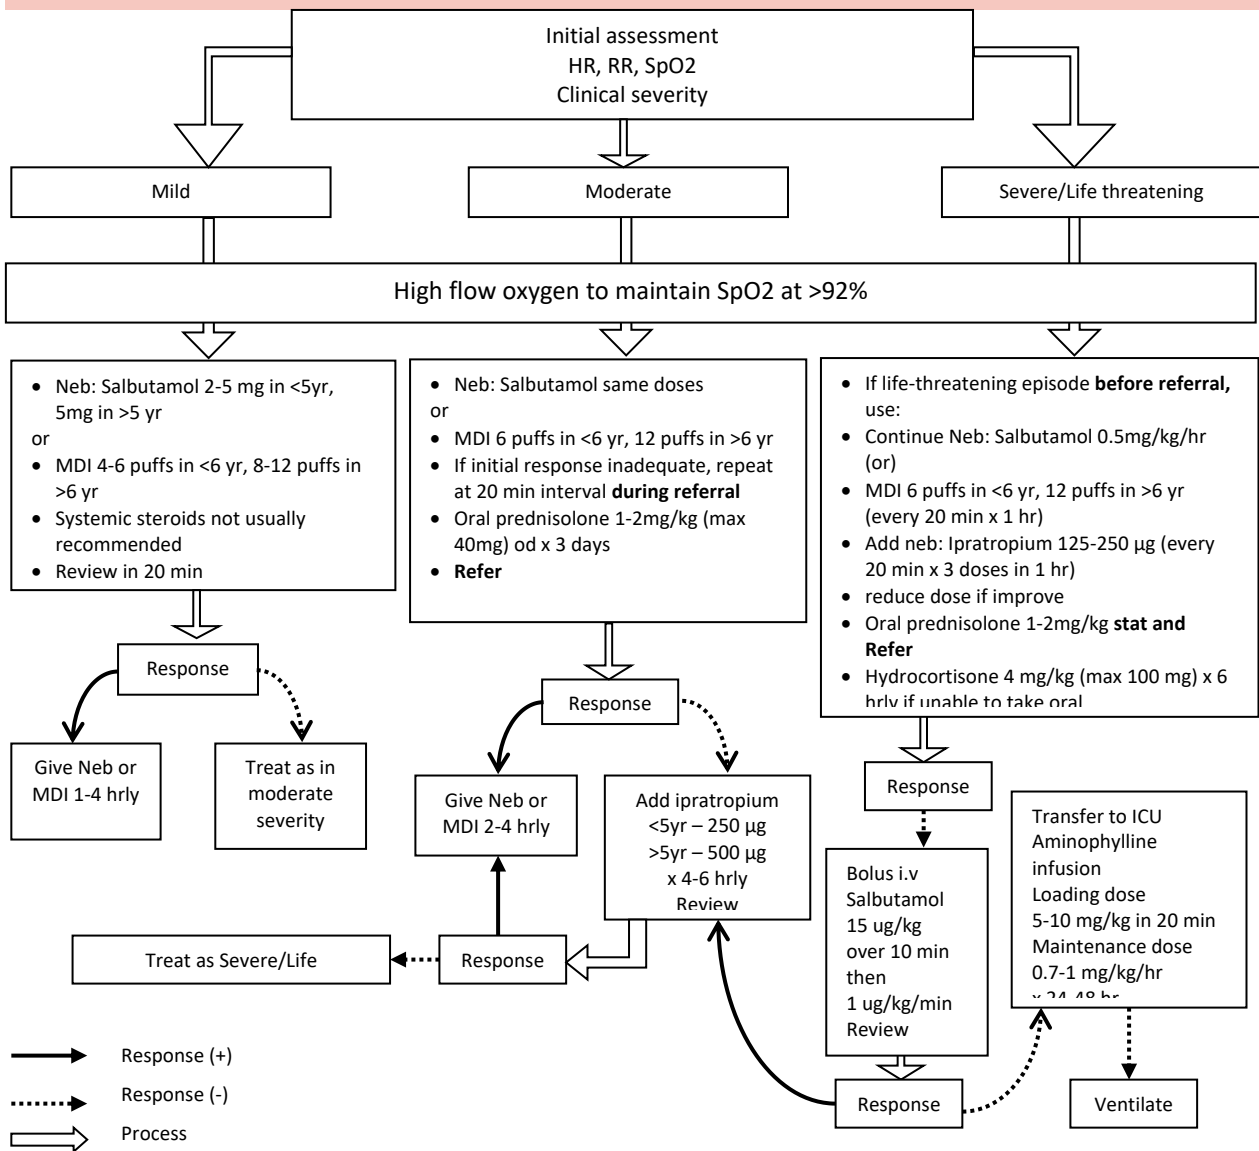 Initial assessment
HR, RR, SpO2
Clinical severity
Mild
Moderate
Severe/Life threatening
High flow oxygen to maintain SpO2 at >92%
• Neb: Salbutamol 2-5 mg in <5yr,
5mg in >5 yr
or
• MDI 4-6 puffs in <6 yr, 8-12 puffs in
>6 yr
• Systemic steroids not usually
recommended
• Review in 20 min
• Neb: Salbutamol same doses
or
• MDI 6 puffs in <6 yr, 12 puffs in >6 yr
• If initial response inadequate, repeat
at 20 min interval during referral
• Oral prednisolone 1-2mg/kg (max
40mg) od x 3 days
• Refer
• If life-threatening episode before referral,
use:
• Continue Neb: Salbutamol 0.5mg/kg/hr
(or)
• MDI 6 puffs in <6 yr, 12 puffs in >6 yr
(every 20 min x 1 hr)
• Add neb: Ipratropium 125-250 µg (every
20 min x 3 doses in 1 hr)
• reduce dose if improve
• Oral prednisolone 1-2mg/kg stat and
Refer
• Hydrocortisone 4 mg/kg (max 100 mg) x 6
hrly if unable to take oral
Response
Give Neb or
MDI 1-4 hrly
Treat as in
moderate
severity
Response
Give Neb or
MDI 2-4 hrly
Add ipratropium
<5yr – 250 µg
>5yr – 500 µg
x 4-6 hrly
Review
Response
Treat as Severe/Life
Response
Bolus i.v
Salbutamol
15 ug/kg
over 10 min
then
1 ug/kg/min
Review
Response
Transfer to ICU
Aminophylline
infusion
Loading dose
5-10 mg/kg in 20 min
Maintenance dose
0.7-1 mg/kg/hr
x 24-48 hr
Ventilate
Response (+)
Response (-)
Process